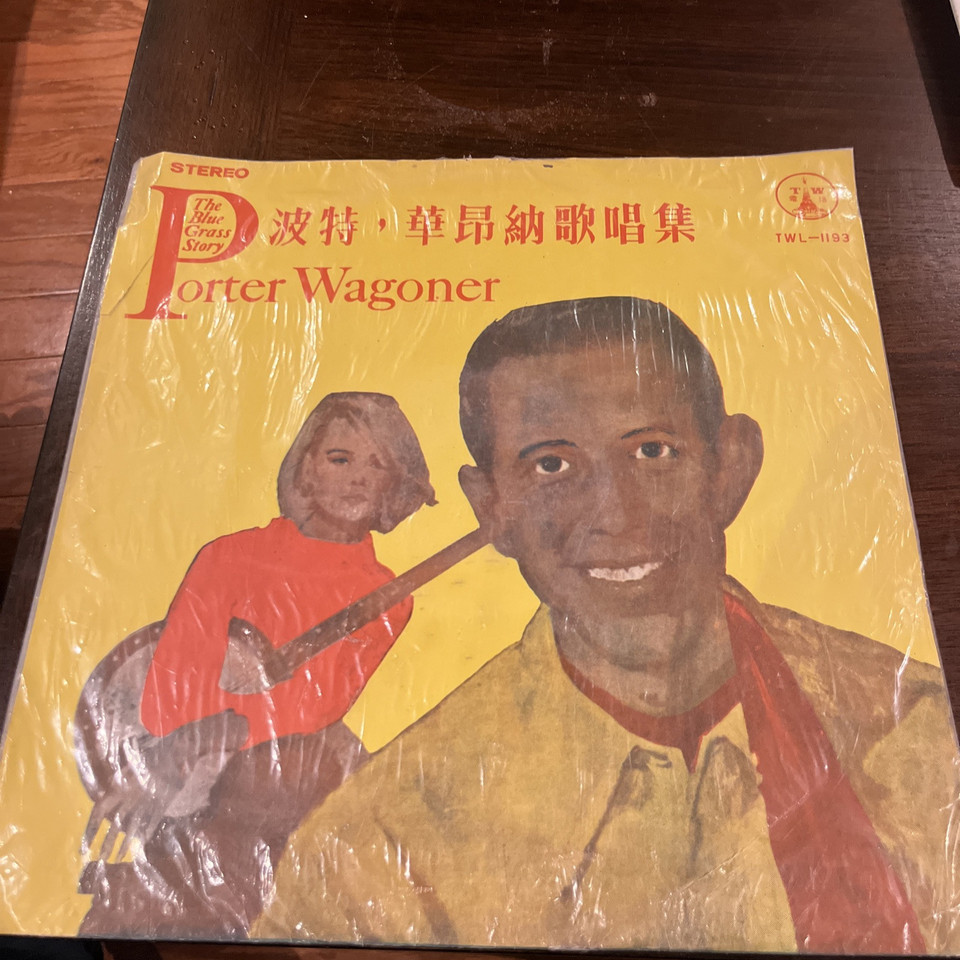 STEREO
The
Blue
Grass
Story
波特，華昂納歌唱集
Porter Wagoner
T W
TWL-1193